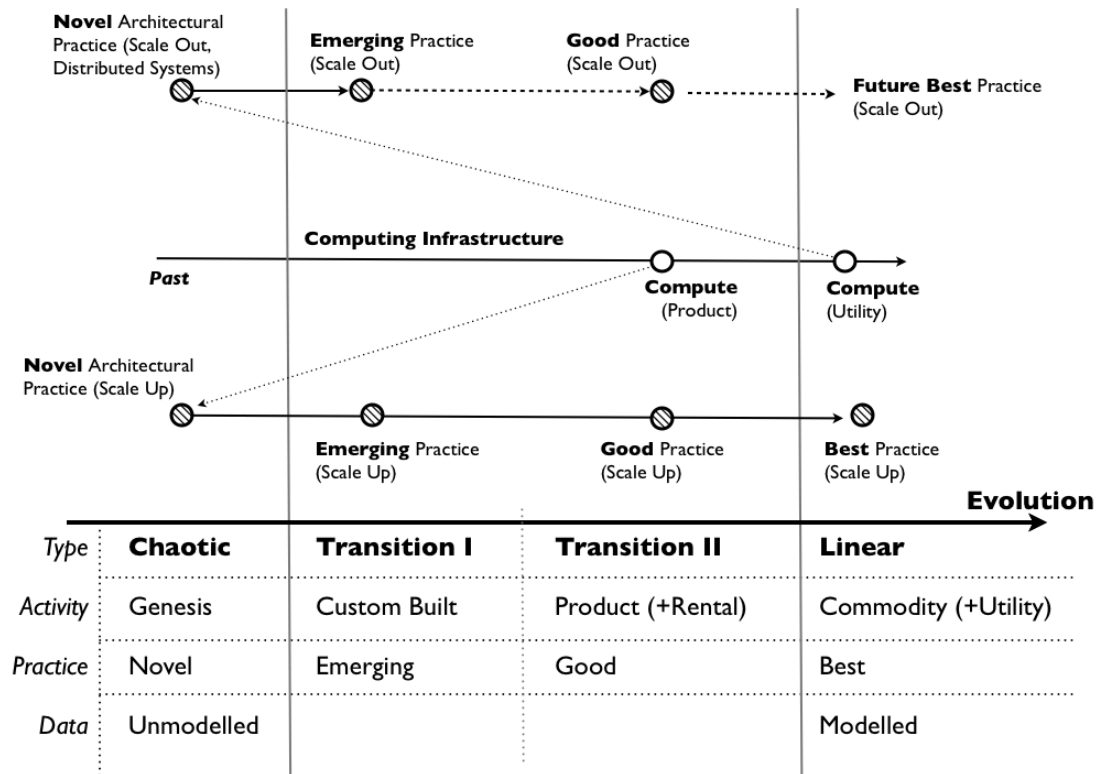 Novel Architectural
Practice (Scale Out,
Distributed Systems)
Emerging Practice
(Scale Out)
Good Practice
(Scale Out)
Future Best Practice
(Scale Out)
Computing Infrastructure
Past
Compute
(Product)
Compute
(Utility)
Novel Architectural
Practice (Scale Up)
Emerging Practice
(Scale Up)
Good Practice
(Scale Up)
Best Practice
(Scale Up)
Evolution
Type Chaotic Transition I Transition II Linear
Activity Genesis Custom Built Product (+Rental) Commodity (+Utility)
Practice Novel Emerging Good Best
Data Unmodelled Modelled